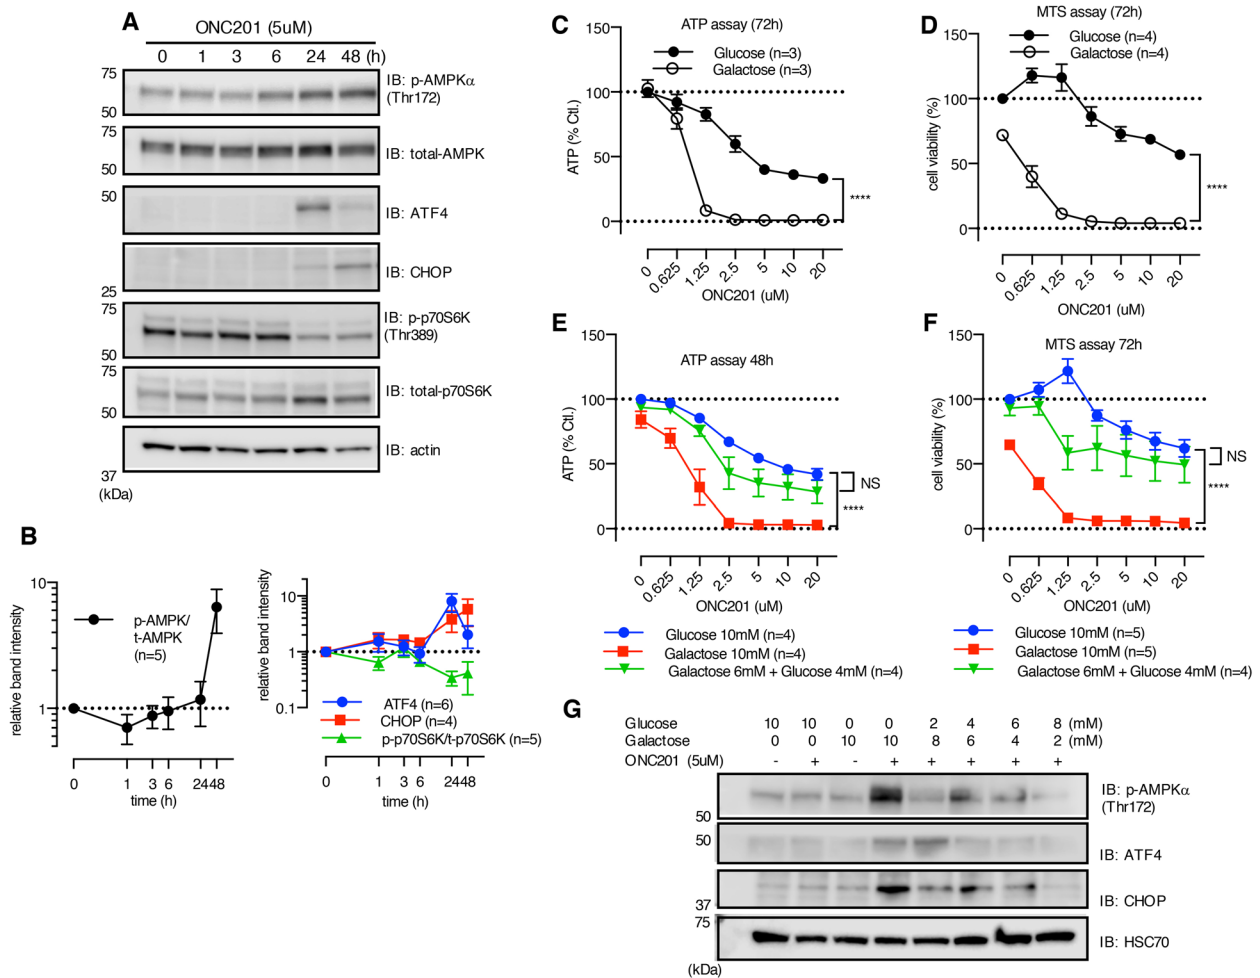 A
ONC201 (5uM)
0 1 3 6 24 48 (h)
75
50
IB: p-AMPKα
(Thr172)
75
50
IB: total-AMPK
50
IB: ATF4
25
IB: CHOP
75
50
IB: p-p70S6K
(Thr389)
75
50
IB: total-p70S6K
37
IB: actin
(kDa)
B
relative band intensity
10
1
p-AMPK/
t-AMPK
(n=5)
0 1 3 6 24 48
time (h)
relative band intensity
10
1
0.1
ATF4 (n=6)
CHOP (n=4)
p-p70S6K/t-p70S6K (n=5)
0 1 3 6 24 48
time (h)
C
ATP assay (72h)
Glucose (n=3)
Galactose (n=3)
ATP (% Ctl.)
150
100
50
0
****
0 0.625 1.25 2.5 5 10 20
ONC201 (uM)
D
MTS assay (72h)
Glucose (n=4)
Galactose (n=4)
cell viability (%)
150
100
50
0
****
0 0.625 1.25 2.5 5 10 20
ONC201 (uM)
E
ATP assay 48h
ATP (% Ctl.)
150
100
50
0
NS
****
0 0.625 1.25 2.5 5 10 20
ONC201 (uM)
Glucose 10mM (n=4)
Galactose 10mM (n=4)
Galactose 6mM + Glucose 4mM (n=4)
F
MTS assay 72h
cell viability (%)
150
100
50
0
NS
****
0 0.625 1.25 2.5 5 10 20
ONC201 (uM)
Glucose 10mM (n=5)
Galactose 10mM (n=5)
Galactose 6mM + Glucose 4mM (n=4)
G
Glucose 10 10 0 0 2 4 6 8 (mM)
Galactose 0 0 10 10 8 6 4 2 (mM)
ONC201 (5uM) - + - + + + + +
50
IB: p-AMPKα
(Thr172)
50
IB: ATF4
37
IB: CHOP
75
IB: HSC70
(kDa)